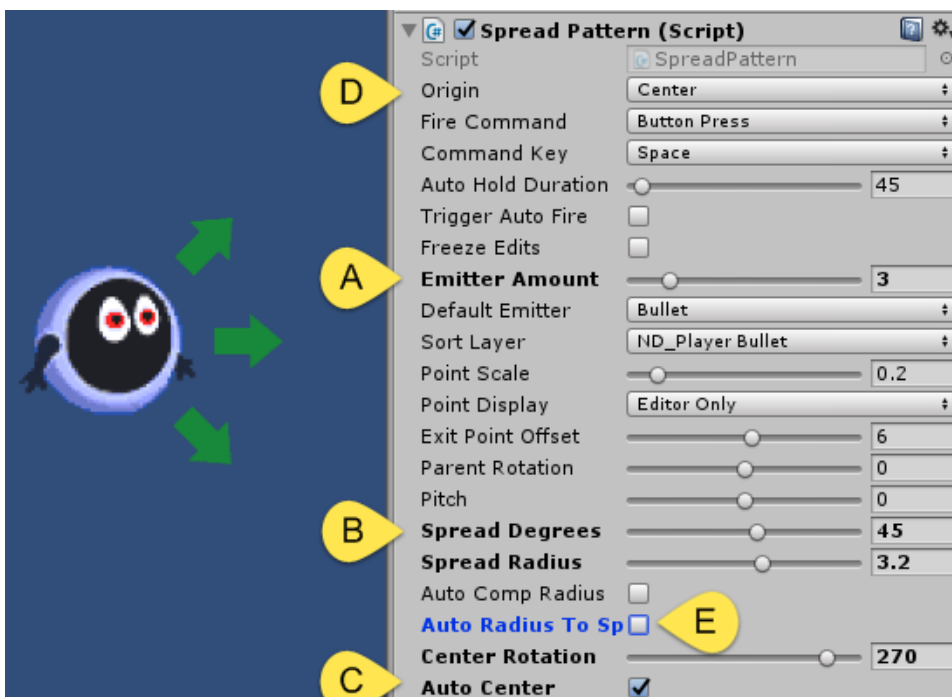 Spread Pattern (Script)
Script SpreadPattern
D Origin Center
Fire Command Button Press
Command Key Space
Auto Hold Duration 45
Trigger Auto Fire
Freeze Edits
A Emitter Amount 3
Default Emitter Bullet
Sort Layer ND_Player Bullet
Point Scale 0.2
Point Display Editor Only
Exit Point Offset 6
Parent Rotation 0
Pitch 0
B Spread Degrees 45
Spread Radius 3.2
Auto Comp Radius
Auto Radius To Sp E
Center Rotation 270
C Auto Center